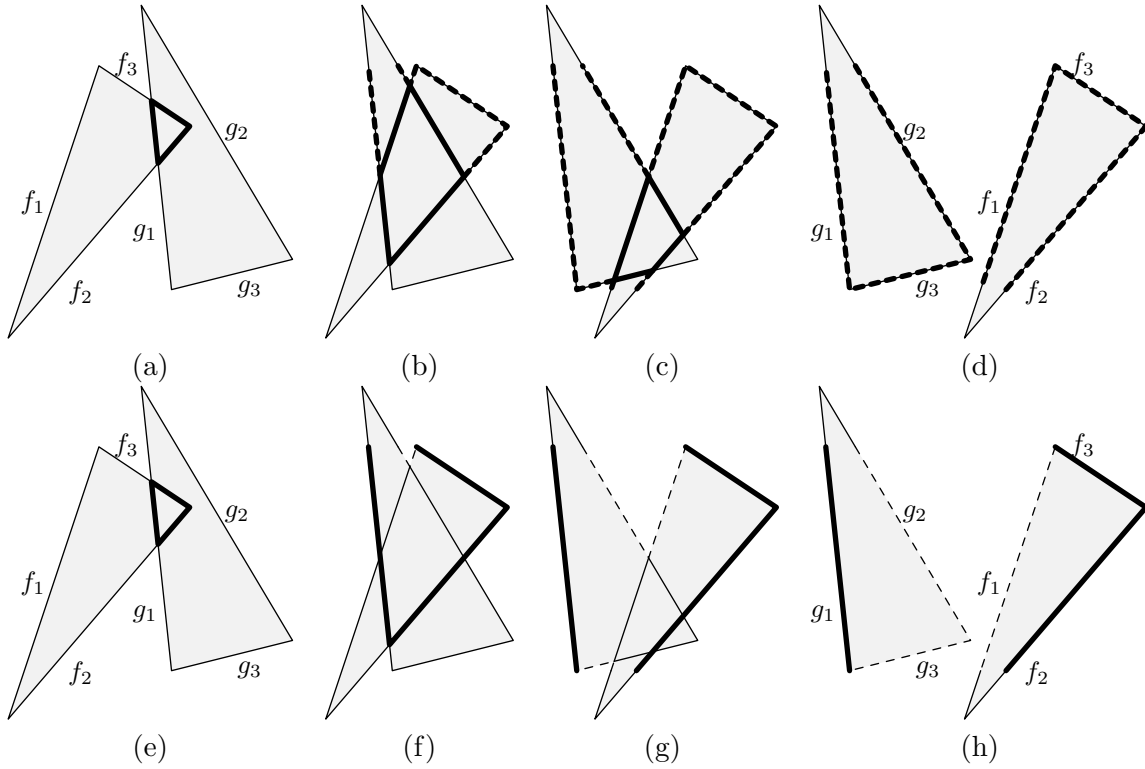 f₃
g₂
f₁
g₁
f₂
g₃
(a)
(b)
(c)
f₃
g₂
f₁
g₁
g₃
f₂
(d)
f₃
g₂
f₁
g₁
f₂
g₃
(e)
(f)
(g)
f₃
g₂
f₁
g₁
g₃
f₂
(h)